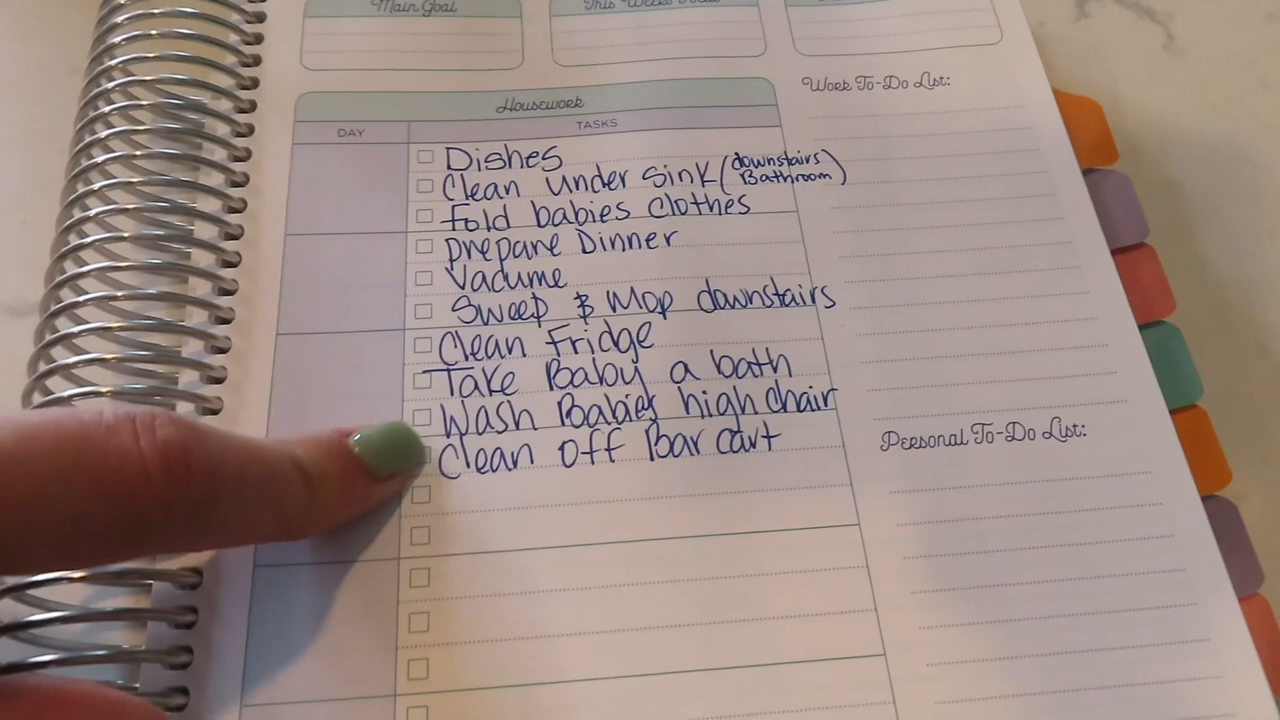 Main Goal
This Weeks
Housework
DAY
TASKS
Dishes
Clean under sink (downstairs Bathroom)
fold babies clothes
prepare Dinner
Vacume
Sweep & Mop downstairs
Clean Fridge
Take Baby a bath
Wash Babies high chair
Clean off Bar cart
Work To-Do List:
Personal To-Do List: